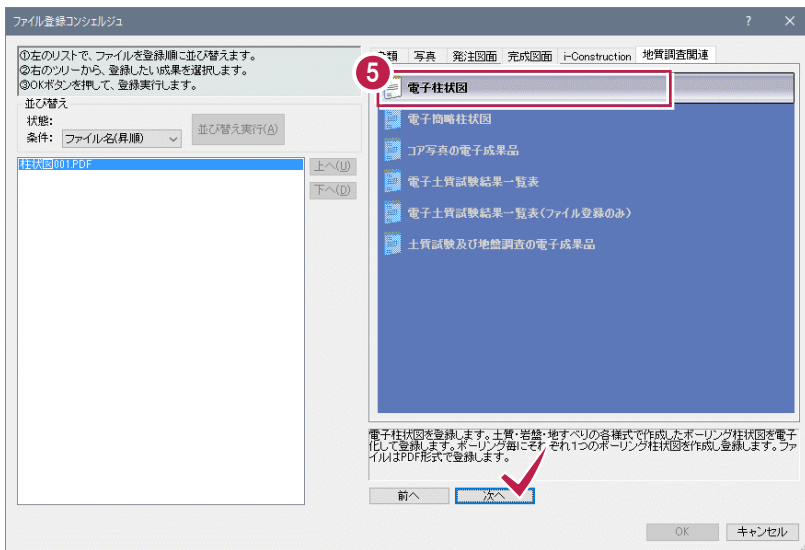 ファイル登録コンシェルジュ
①左のリストで、ファイルを登録順に並び替えます。
②右のツリーから、登録したい成果を選択します。
③OKボタンを押して、登録実行します。
並び替え
状態:
条件: ファイル名(昇順)
並び替え実行(A)
柱状図001.PDF
上へ(U)
下へ(D)
写真 発注図面 完成図面 i-Construction 地質調査関連
5
電子柱状図
電子簡略柱状図
コア写真の電子成果品
電子土質試験結果一覧表
電子土質試験結果一覧表(ファイル登録のみ)
土質試験及び地盤調査の電子成果品
電子柱状図を登録します。土質・岩盤・地すべりの各様式で作成したボーリング柱状図を電子
化して登録します。ボーリング毎にそれぞれ1つのボーリング柱状図を作成し登録します。ファ
イルはPDF形式で登録します。
前へ
次へ
OK
キャンセル